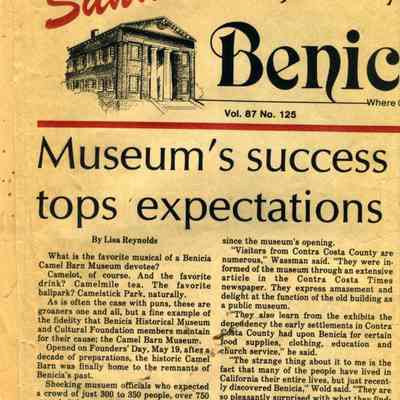 Sun
Benic
Where
Vol. 87 No. 125
Museum's success
tops expectations
By Lisa Reynolds
What is the favorite musical of a Benicia
Camel Barn Museum devotee?
Camelot, of course. And the favorite
drink? Camelmile tea. The favorite
ballpark? Camelstick Park, naturally.
As is often the case with puns, these are
groaners one and all, but a fine example of
the fidelity that Benicia Historical Museum
and Cultural Foundation members maintain
for their cause; the Camel Barn Museum.
Opened on Founders' Day, May 19, after a
decade of preparations, the historic Camel
Barn was finally home to the remnants of
Benicia's past.
Shocking museum officials who expected
a crowd of just 300 to 350 people, over 750
since the museum's opening.
"Visitors from Contra Costa County are
numerous," Wassman said. "They were in-
formed of the museum through an extensive
article in the Contra Costa Times
newspaper. They express amazement and
delight at the function of the old building as
a public museum.
"They also learn from the exhibits the
dependency the early settlements in Contra
Costa County had upon Benicia for certain
food supplies, clothing, education and
church service," he said.
"The strange thing about it to me is the
fact that many of the people have lived in
California their entire lives, but just recent-
ly discovered Benicia," Wold said. "They are
so pleasantly surprised with what they find-